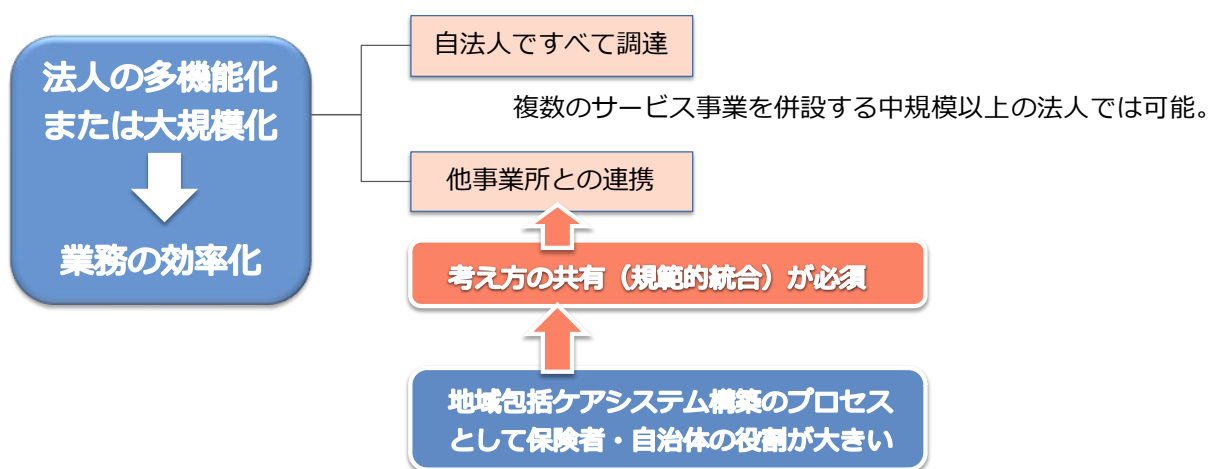 法人の多機能化
または大規模化
業務の効率化
自法人ですべて調達
複数のサービス事業を併設する中規模以上の法人では可能。
他事業所との連携
考え方の共有（規範的統合）が必須
地域包括ケアシステム構築のプロセス
として保険者・自治体の役割が大きい